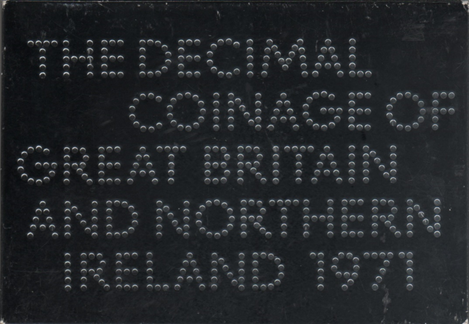 THE DECIMAL
COINAGE OF
GREAT BRITAIN
AND NORTHERN
IRELAND 1971